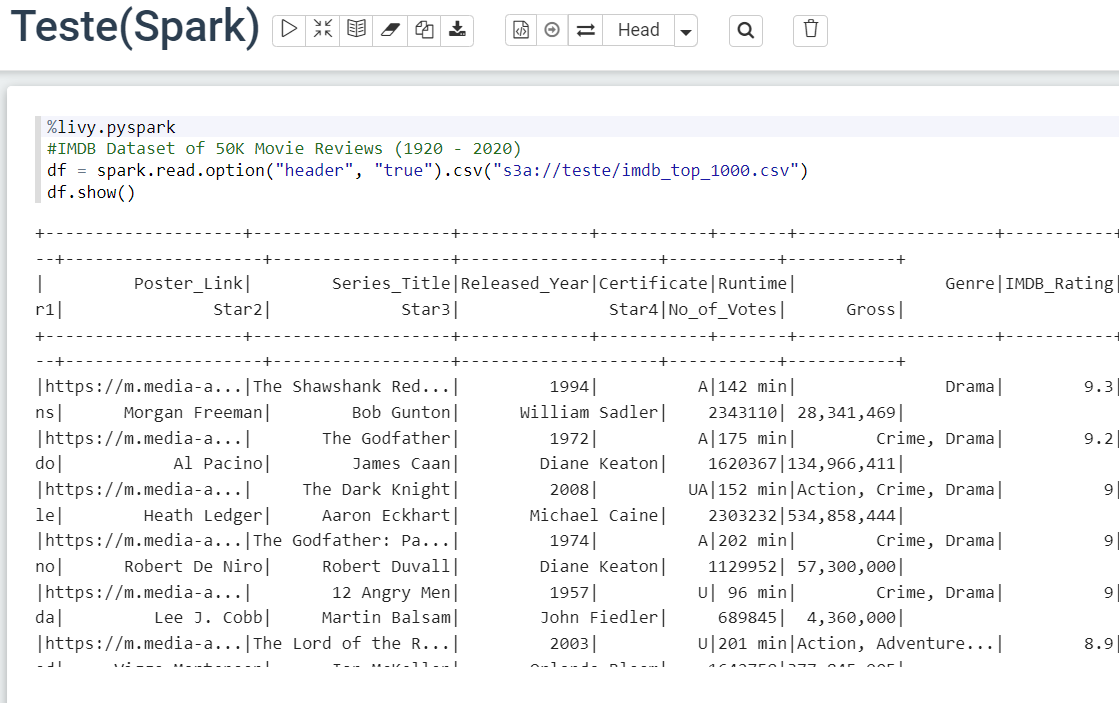 Teste(Spark)
Head
%livy.pyspark
#IMDB Dataset of 50K Movie Reviews (1920 - 2020)
df = spark.read.option("header", "true").csv("s3a://teste/imdb_top_1000.csv")
df.show()
+--------------------+--------------------+-------------+-----------+-------+--------------------+-----------
--+--------------------+------------------+--------------------+-----------+-----------+
|         Poster_Link|        Series_Title|Released_Year|Certificate|Runtime|               Genre|IMDB_Rating|
r1|               Star2|             Star3|               Star4|No_of_Votes|      Gross|
+--------------------+--------------------+-------------+-----------+-------+--------------------+-----------
--+--------------------+------------------+--------------------+-----------+-----------+
|https://m.media-a...|The Shawshank Red...|         1994|          A|142 min|               Drama|        9.3|
ns|      Morgan Freeman|        Bob Gunton|      William Sadler|    2343110| 28,341,469|
|https://m.media-a...|       The Godfather|         1972|          A|175 min|        Crime, Drama|        9.2|
do|           Al Pacino|        James Caan|        Diane Keaton|    1620367|134,966,411|
|https://m.media-a...|     The Dark Knight|         2008|         UA|152 min|Action, Crime, Drama|          9|
le|        Heath Ledger|     Aaron Eckhart|       Michael Caine|    2303232|534,858,444|
|https://m.media-a...|The Godfather: Pa...|         1974|          A|202 min|        Crime, Drama|          9|
no|      Robert De Niro|     Robert Duvall|        Diane Keaton|    1129952| 57,300,000|
|https://m.media-a...|        12 Angry Men|         1957|          U| 96 min|        Crime, Drama|          9|
da|         Lee J. Cobb|     Martin Balsam|        John Fiedler|     689845|  4,360,000|
|https://m.media-a...|The Lord of the R...|         2003|          U|201 min|Action, Adventure...|        8.9|